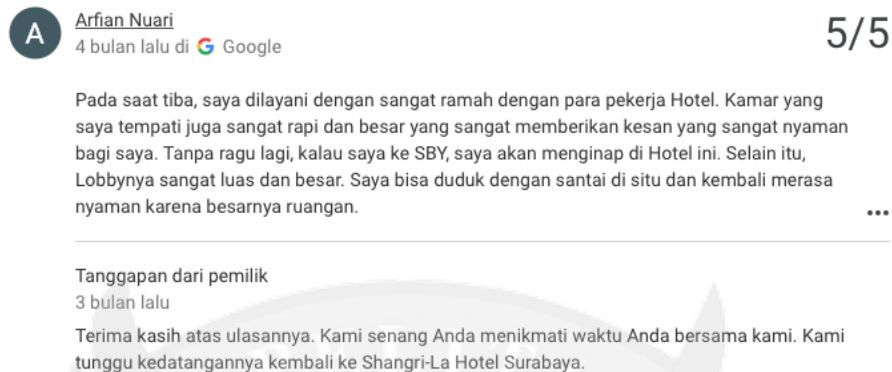 A
Arfian Nuari
4 bulan lalu di G Google
5/5
Pada saat tiba, saya dilayani dengan sangat ramah dengan para pekerja Hotel. Kamar yang
saya tempati juga sangat rapi dan besar yang sangat memberikan kesan yang sangat nyaman
bagi saya. Tanpa ragu lagi, kalau saya ke SBY, saya akan menginap di Hotel ini. Selain itu,
Lobbynya sangat luas dan besar. Saya bisa duduk dengan santai di situ dan kembali merasa
nyaman karena besarnya ruangan.
Tanggapan dari pemilik
3 bulan lalu
Terima kasih atas ulasannya. Kami senang Anda menikmati waktu Anda bersama kami. Kami
tunggu kedatangannya kembali ke Shangri-La Hotel Surabaya.